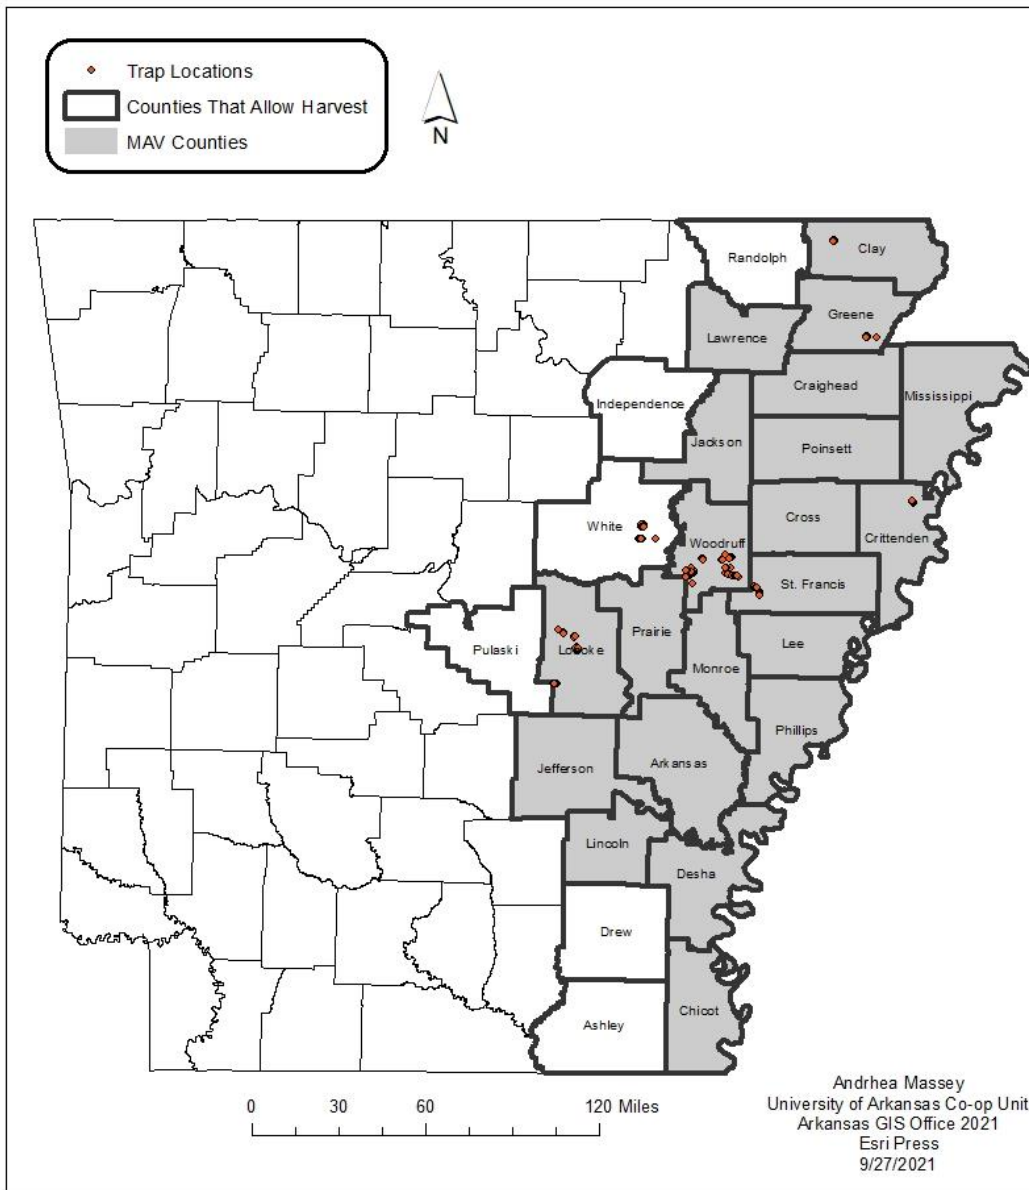 Trap Locations
Counties That Allow Harvest
MAV Counties
N
Clay
Randolph
Greene
Lawrence
Craighead
Mississippi
Independence
Jackson
Poinsett
White
Cross
Woodruff
Crittenden
St. Francis
Prairie
Lee
Pulaski
Lonoke
Monroe
Phillips
Jefferson
Arkansas
Lincoln
Desha
Drew
Chicot
Ashley
0 30 60 120 Miles
Andrhea Massey
University of Arkansas Co-op Unit
Arkansas GIS Office 2021
Esri Press
9/27/2021